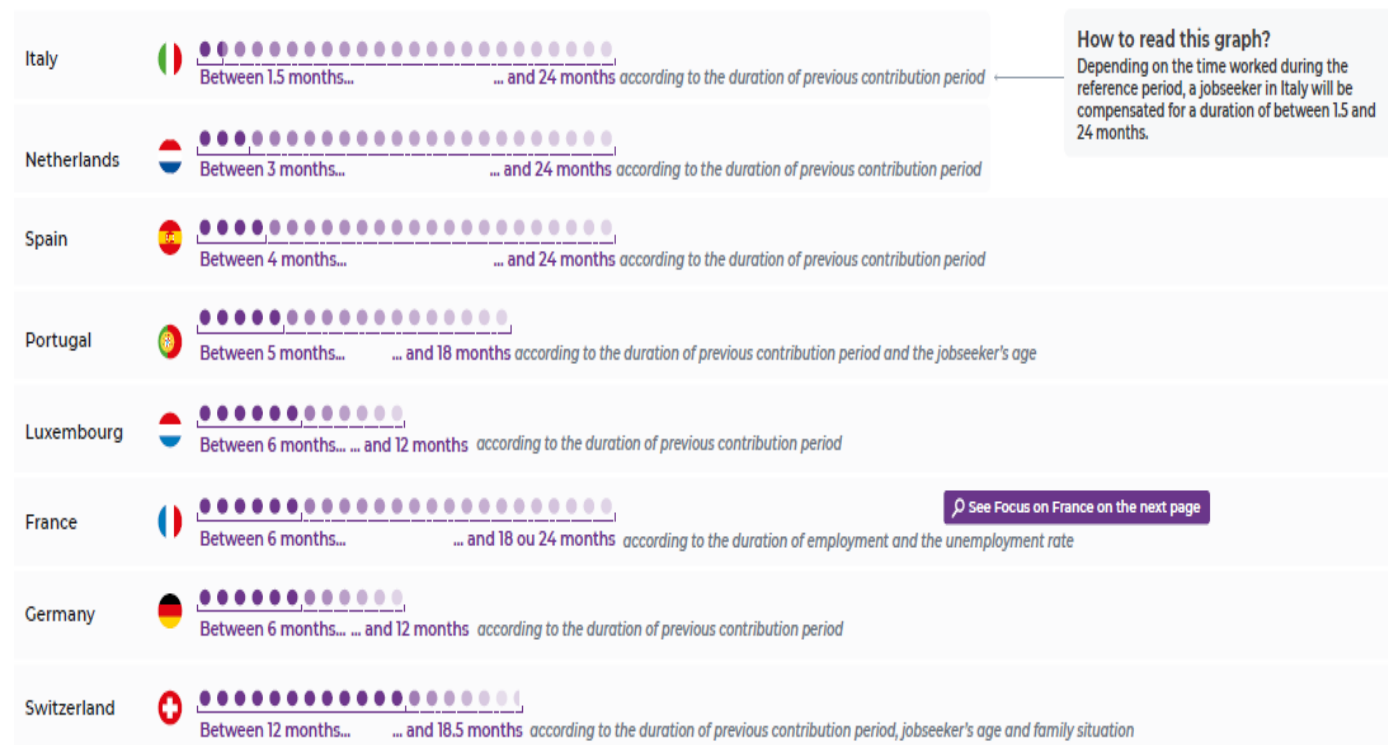 Italy
Between 1.5 months... ... and 24 months according to the duration of previous contribution period
How to read this graph?
Depending on the time worked during the
reference period, a jobseeker in Italy will be
compensated for a duration of between 1.5 and
24 months.
Netherlands
Between 3 months... ... and 24 months according to the duration of previous contribution period
Spain
Between 4 months... ... and 24 months according to the duration of previous contribution period
Portugal
Between 5 months... ... and 18 months according to the duration of previous contribution period and the jobseeker's age
Luxembourg
Between 6 months... ... and 12 months according to the duration of previous contribution period
France
See Focus on France on the next page
Between 6 months... ... and 18 ou 24 months according to the duration of employment and the unemployment rate
Germany
Between 6 months... ... and 12 months according to the duration of previous contribution period
Switzerland
Between 12 months... ... and 18.5 months according to the duration of previous contribution period, jobseeker's age and family situation